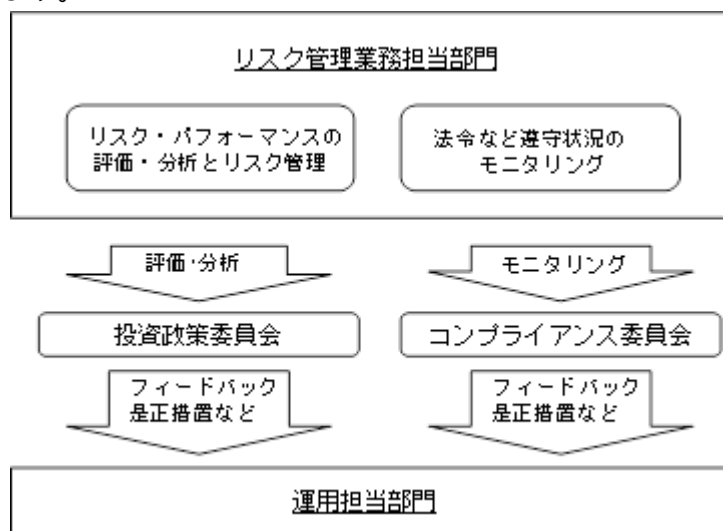 ます。
リスク管理業務担当部門
リスク・パフォーマンスの
評価・分析とリスク管理
法令など遵守状況の
モニタリング
評価・分析
モニタリング
投資政策委員会
コンプライアンス委員会
フィードバック
是正措置など
フィードバック
是正措置など
運用担当部門